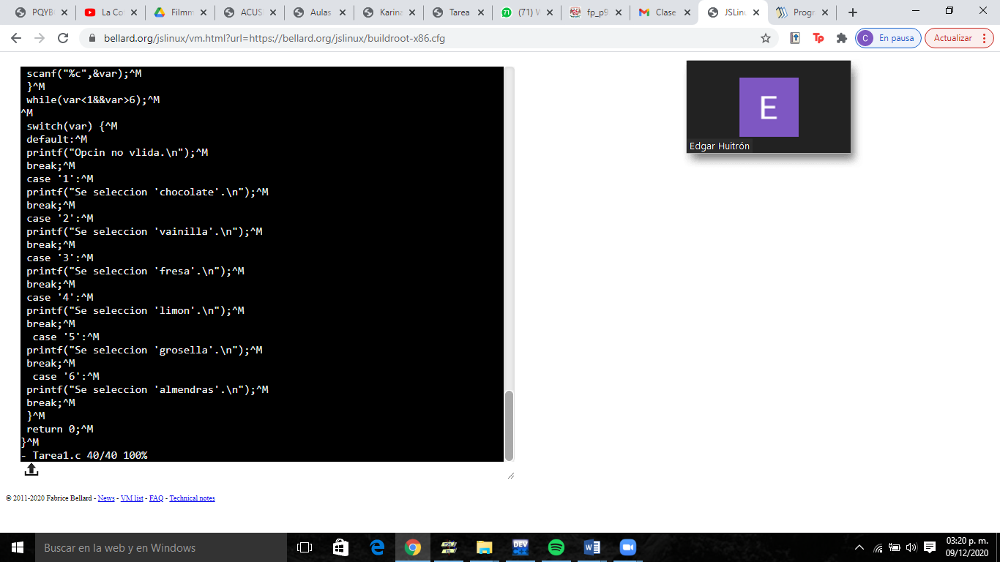 PQYB
La Co
Filmm
ACUS
Aulas
Karina
Tarea
71
(71) W
fp_p9
Clase
JSLinu
Progr
bellard.org/jslinux/vm.html?url=https://bellard.org/jslinux/buildroot-x86.cfg
Tp
C En pausa
Actualizar
scanf("%c",&var);^M
}^M
while(var<1&&var>6);^M
^M
switch(var) {^M
default:^M
printf("Opcin no vlida.\n");^M
break;^M
case '1':^M
printf("Se seleccion 'chocolate'.\n");^M
break;^M
case '2':^M
printf("Se seleccion 'vainilla'.\n");^M
break;^M
case '3':^M
printf("Se seleccion 'fresa'.\n");^M
break;^M
case '4':^M
printf("Se seleccion 'limon'.\n");^M
break;^M
case '5':^M
printf("Se seleccion 'grosella'.\n");^M
break;^M
case '6':^M
printf("Se seleccion 'almendras'.\n");^M
break;^M
}^M
return 0;^M
}^M
- Tarea1.c 40/40 100%
E
Edgar Huitrón
© 2011-2020 Fabrice Bellard - News - VM list - FAQ - Technical notes
Buscar en la web y en Windows
DEV
03:20 p. m.
09/12/2020